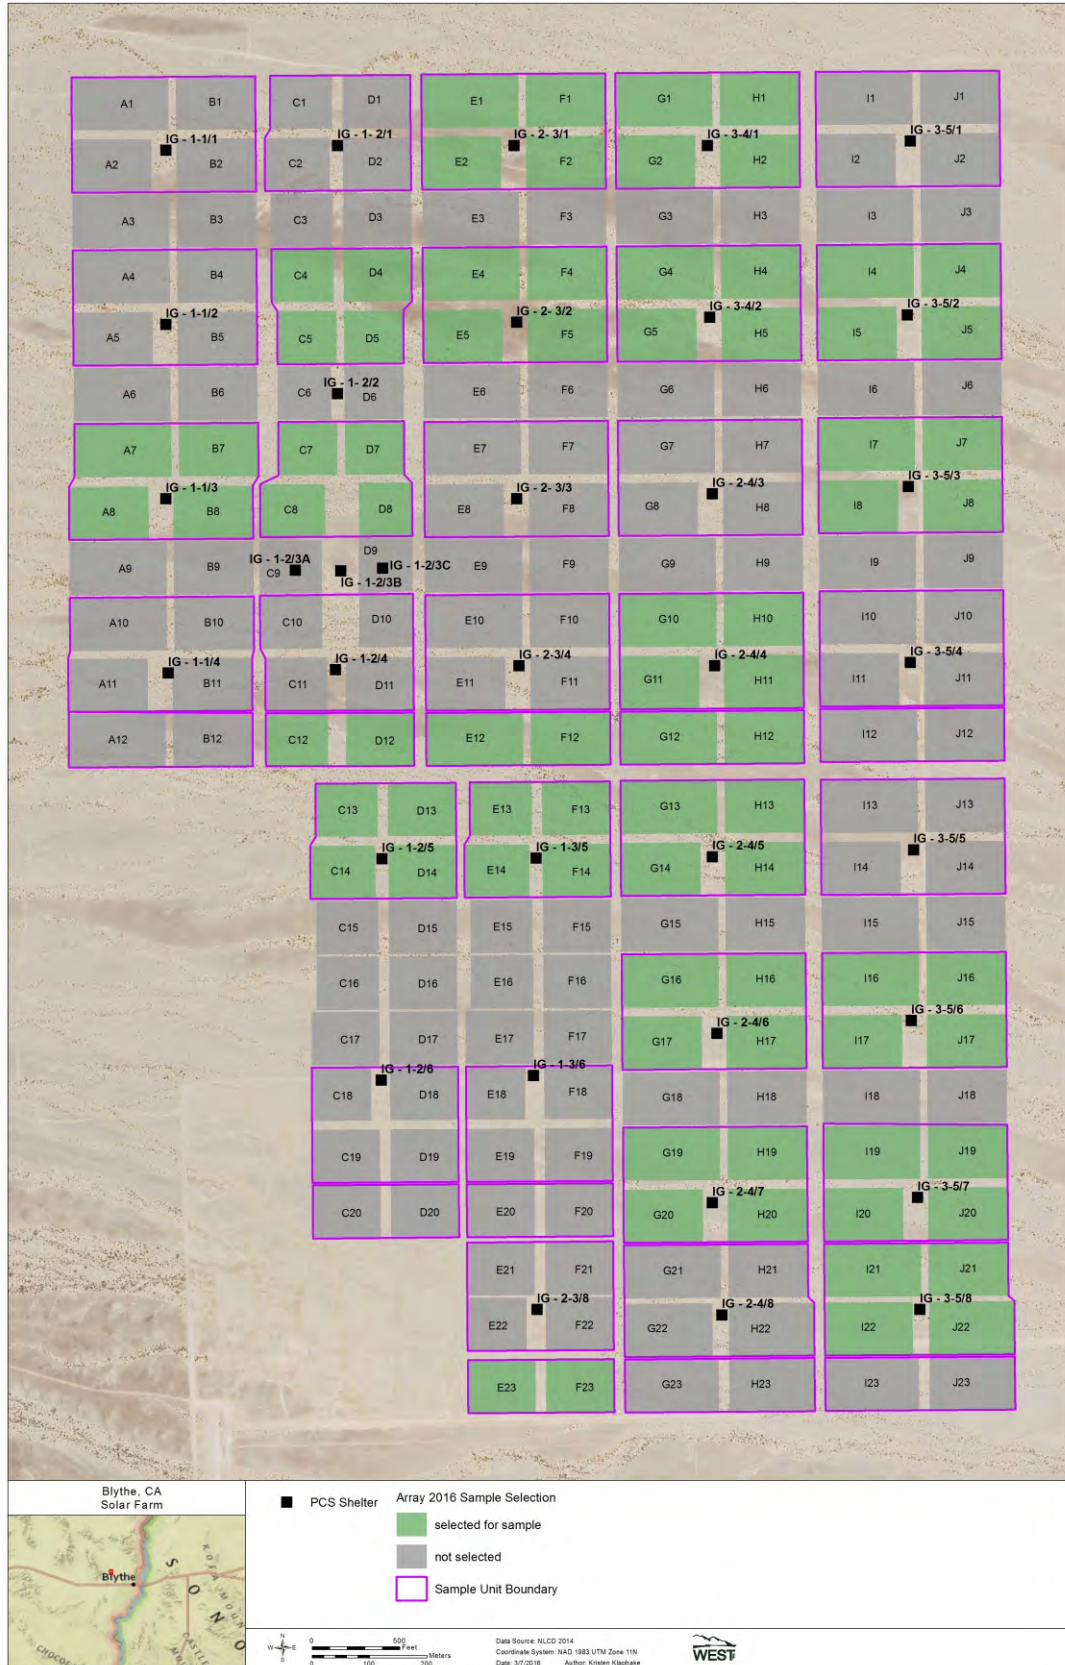 A1 B1 C1 D1 E1 F1 G1 H1 I1 J1
IG - 1-1/1 IG - 1- 2/1 IG - 2- 3/1 IG - 3-4/1 IG - 3-5/1
A2 B2 C2 D2 E2 F2 G2 H2 I2 J2
A3 B3 C3 D3 E3 F3 G3 H3 I3 J3
A4 B4 C4 D4 E4 F4 G4 H4 I4 J4
IG - 1-1/2 IG - 2- 3/2 IG - 3-4/2 IG - 3-5/2
A5 B5 C5 D5 E5 F5 G5 H5 I5 J5
IG - 1- 2/2
A6 B6 C6 D6 E6 F6 G6 H6 I6 J6
A7 B7 C7 D7 E7 F7 G7 H7 I7 J7
IG - 1-1/3 IG - 2- 3/3 IG - 2-4/3 IG - 3-5/3
A8 B8 C8 D8 E8 F8 G8 H8 I8 J8
IG - 1-2/3A IG - 1-2/3B IG - 1-2/3C
A9 B9 C9 D9 E9 F9 G9 H9 I9 J9
A10 B10 C10 D10 E10 F10 G10 H10 I10 J10
IG - 1-1/4 IG - 1-2/4 IG - 2-3/4 IG - 2-4/4 IG - 3-5/4
A11 B11 C11 D11 E11 F11 G11 H11 I11 J11
A12 B12 C12 D12 E12 F12 G12 H12 I12 J12
C13 D13 E13 F13 G13 H13 I13 J13
IG - 1-2/5 IG - 1-3/5 IG - 2-4/5 IG - 3-5/5
C14 D14 E14 F14 G14 H14 I14 J14
C15 D15 E15 F15 G15 H15 I15 J15
C16 D16 E16 F16 G16 H16 I16 J16
IG - 2-4/6 IG - 3-5/6
C17 D17 E17 F17 G17 H17 I17 J17
IG - 1-2/6 IG - 1-3/6
C18 D18 E18 F18 G18 H18 I18 J18
C19 D19 E19 F19 G19 H19 I19 J19
IG - 2-4/7 IG - 3-5/7
C20 D20 E20 F20 G20 H20 I20 J20
E21 F21 G21 H21 I21 J21
IG - 2-3/8 IG - 2-4/8 IG - 3-5/8
E22 F22 G22 H22 I22 J22
E23 F23 G23 H23 I23 J23
Blythe, CA
Solar Farm
Blythe
S O N O
KOFA MOUN
CASTLE
CHOCO
PCS Shelter
Array 2016 Sample Selection
selected for sample
not selected
Sample Unit Boundary
N
W E
S
0 500
Feet
Meters
0 100 200
Data Source: NLCD 2014
Coordinate System: NAD 1983 UTM Zone 11N
Date: 3/7/2016 Author: Kristen Klaphake
WEST